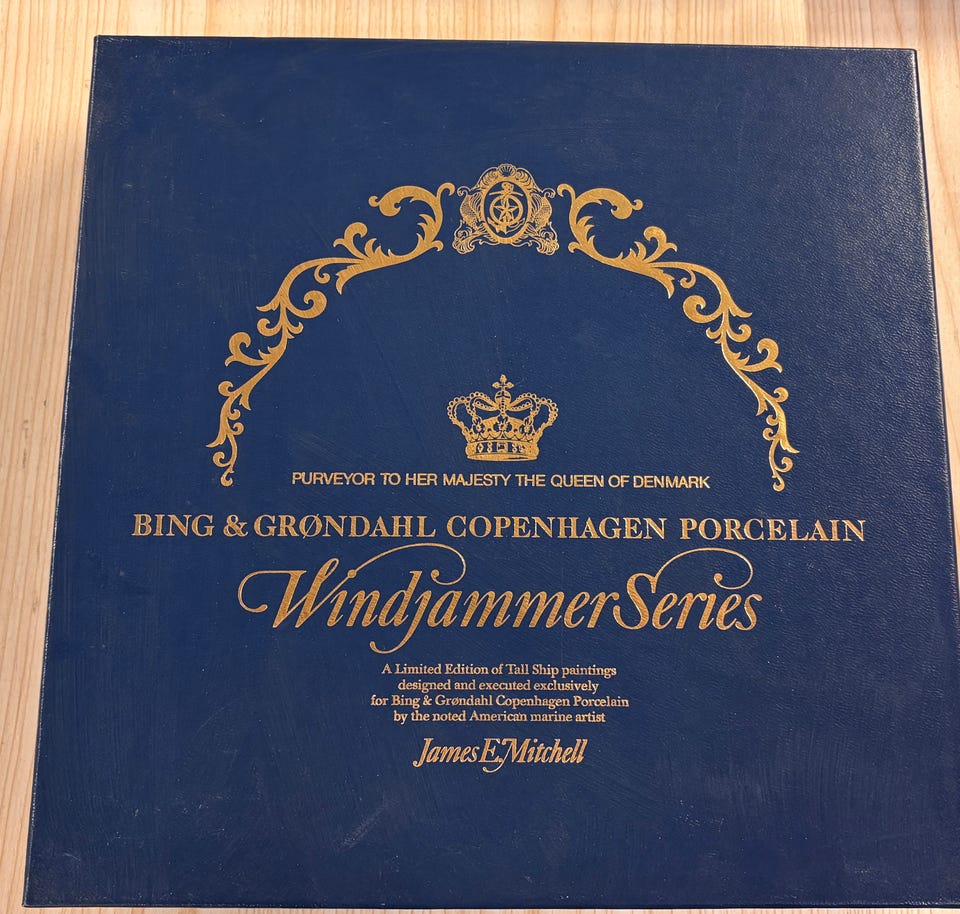 PURVEYOR TO HER MAJESTY THE QUEEN OF DENMARK
BING & GRØNDAHL COPENHAGEN PORCELAIN
Windjammer Series
A Limited Edition of Tall Ship paintings
designed and executed exclusively
for Bing & Grøndahl Copenhagen Porcelain
by the noted American marine artist
James E. Mitchell